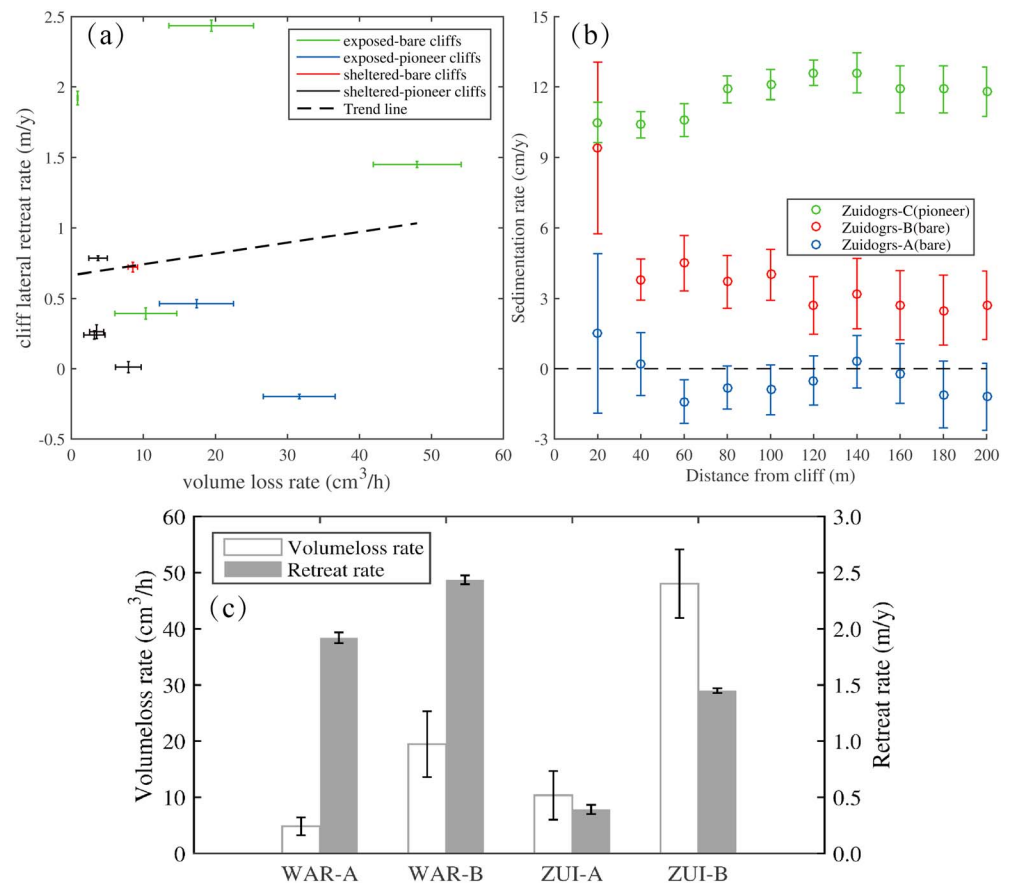 (a)
2.5
2
1.5
1
0.5
0
-0.5
cliff lateral retreat rate (m/y)
exposed-bare cliffs
exposed-pioneer cliffs
sheltered-bare cliffs
sheltered-pioneer cliffs
Trend line
0 10 20 30 40 50 60
volume loss rate (cm³/h)
(b)
15
12
9
6
3
0
-3
Sedimentation rate (cm/y)
Zuidogrs-C(pioneer)
Zuidogrs-B(bare)
Zuidogrs-A(bare)
0 20 40 60 80 100 120 140 160 180 200
Distance from cliff (m)
(c)
60
50
40
30
20
10
0
Volumeloss rate (cm³/h)
Volumeloss rate
Retreat rate
3.0
2.5
2.0
1.5
1.0
0.5
0.0
Retreat rate (m/y)
WAR-A WAR-B ZUI-A ZUI-B